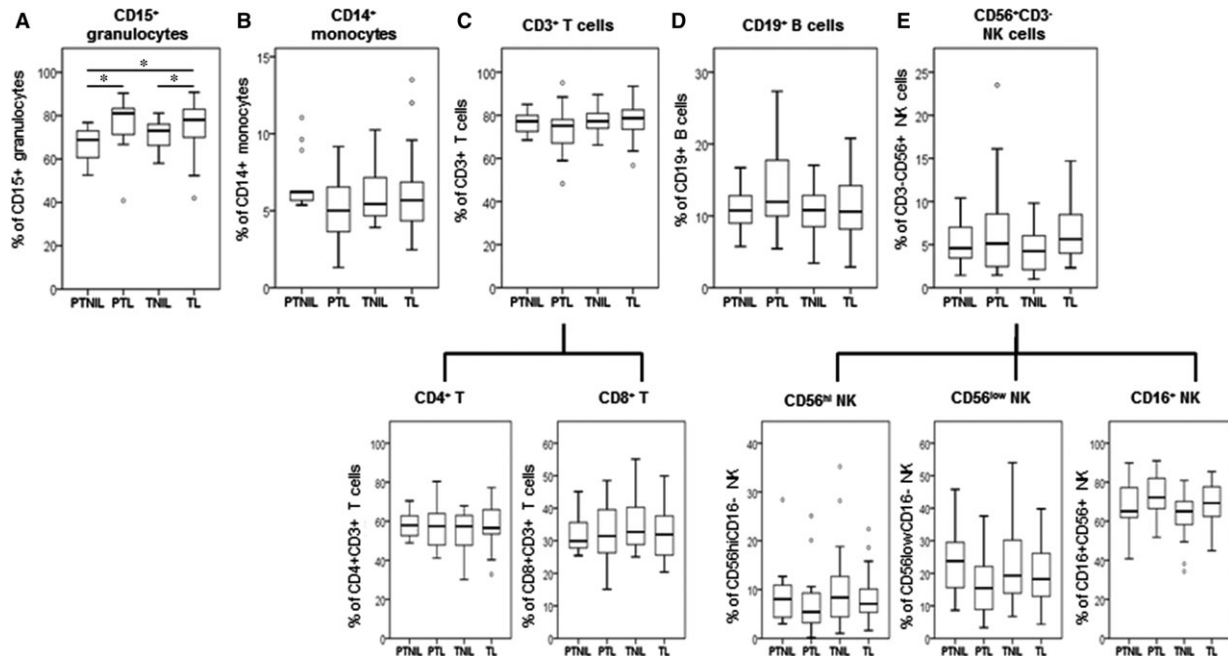 A
CD15⁺
granulocytes
% of CD15+ granulocytes
100
80
60
40
20
0
*
*
*
PTNIL PTL TNIL TL
B
CD14⁺
monocytes
% of CD14+ monocytes
15
10
5
0
PTNIL PTL TNIL TL
C
CD3⁺ T cells
% of CD3+ T cells
100
80
60
40
20
0
PTNIL PTL TNIL TL
D
CD19⁺ B cells
% of CD19+ B cells
30
20
10
0
PTNIL PTL TNIL TL
E
CD56⁺CD3⁻
NK cells
% of CD3-CD56+ NK cells
25
20
15
10
5
0
PTNIL PTL TNIL TL
CD4⁺ T
% of CD4+CD3+ T cells
100
80
60
40
20
0
PTNIL PTL TNIL TL
CD8⁺ T
% of CD8+CD3+ T cells
60
50
40
30
20
10
0
PTNIL PTL TNIL TL
CD56ʰⁱ NK
% of CD56hiCD16- NK
40
30
20
10
0
PTNIL PTL TNIL TL
CD56ˡᵒʷ NK
% of CD56lowCD16- NK
60
50
40
30
20
10
0
PTNIL PTL TNIL TL
CD16⁺ NK
% of CD16+CD56+ NK
100
80
60
40
20
0
PTNIL PTL TNIL TL